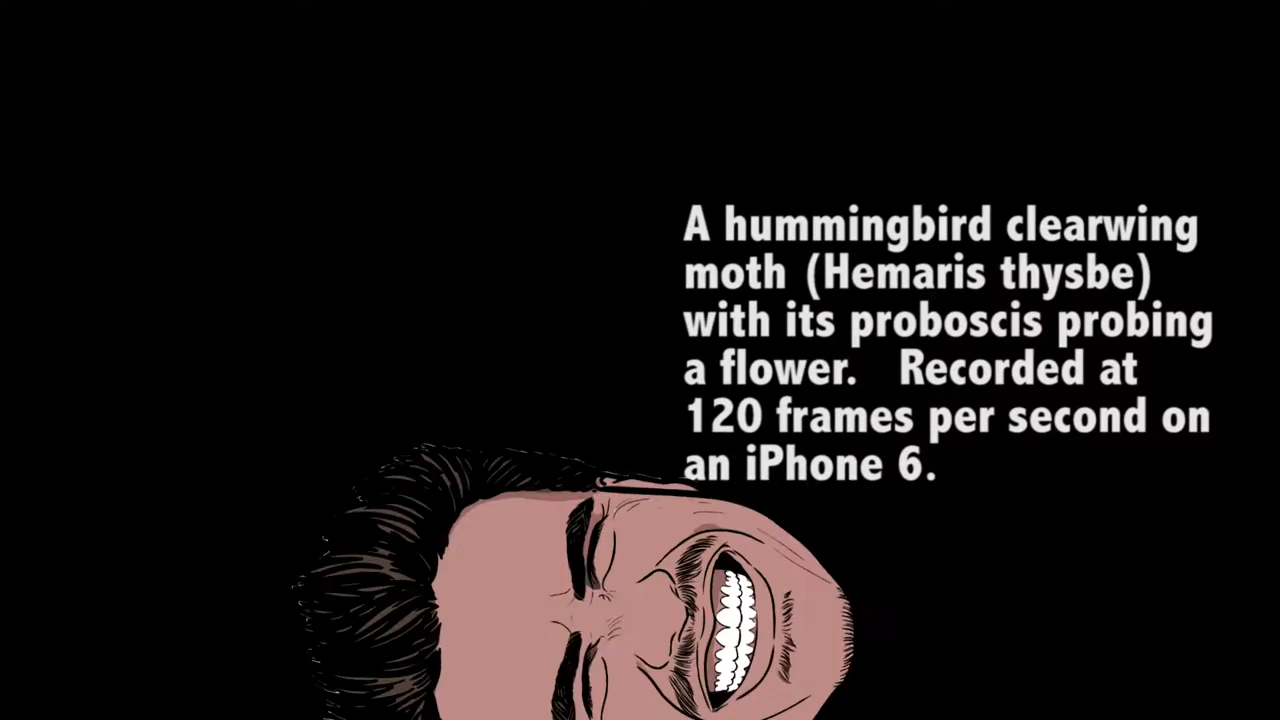 A hummingbird clearwing
moth (Hemaris thysbe)
with its proboscis probing
a flower. Recorded at
120 frames per second on
an iPhone 6.